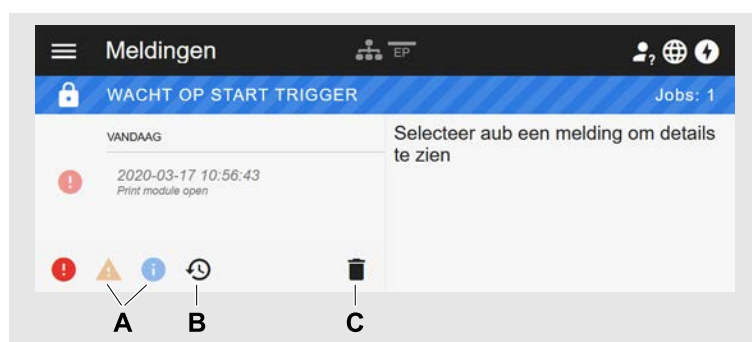 Meldingen
EP
?
WACHT OP START TRIGGER
Jobs: 1
VANDAAG
2020-03-17 10:56:43
Print module open
Selecteer aub een melding om details
te zien
A
B
C